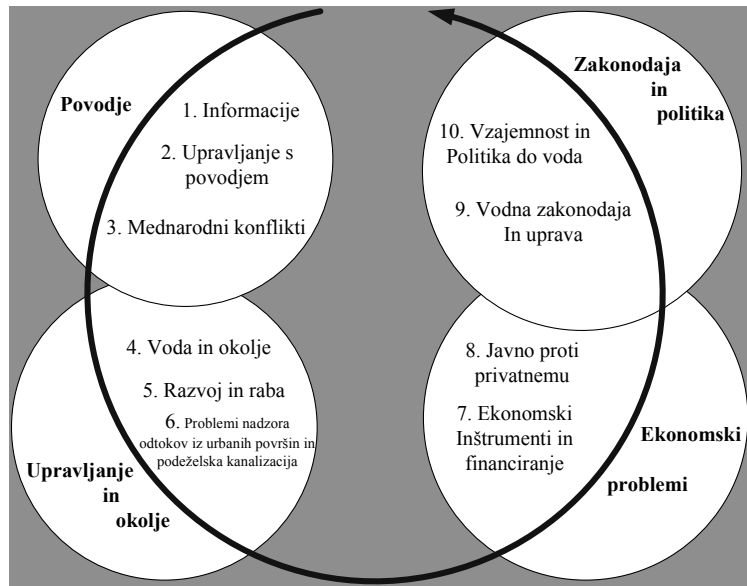 Povodje
1. Informacije
2. Upravljanje s
povodjem
3. Mednarodni konflikti
4. Voda in okolje
5. Razvoj in raba
6. Problemi nadzora
odtokov iz urbanih površin in
podeželska kanalizacija
Upravljanje
in
okolje
Zakonodaja
in
politika
10. Vzajemnost in
Politika do voda
9. Vodna zakonodaja
In uprava
8. Javno proti
privatnemu
7. Ekonomski
Inštrumenti in
financiranje
Ekonomski
problemi